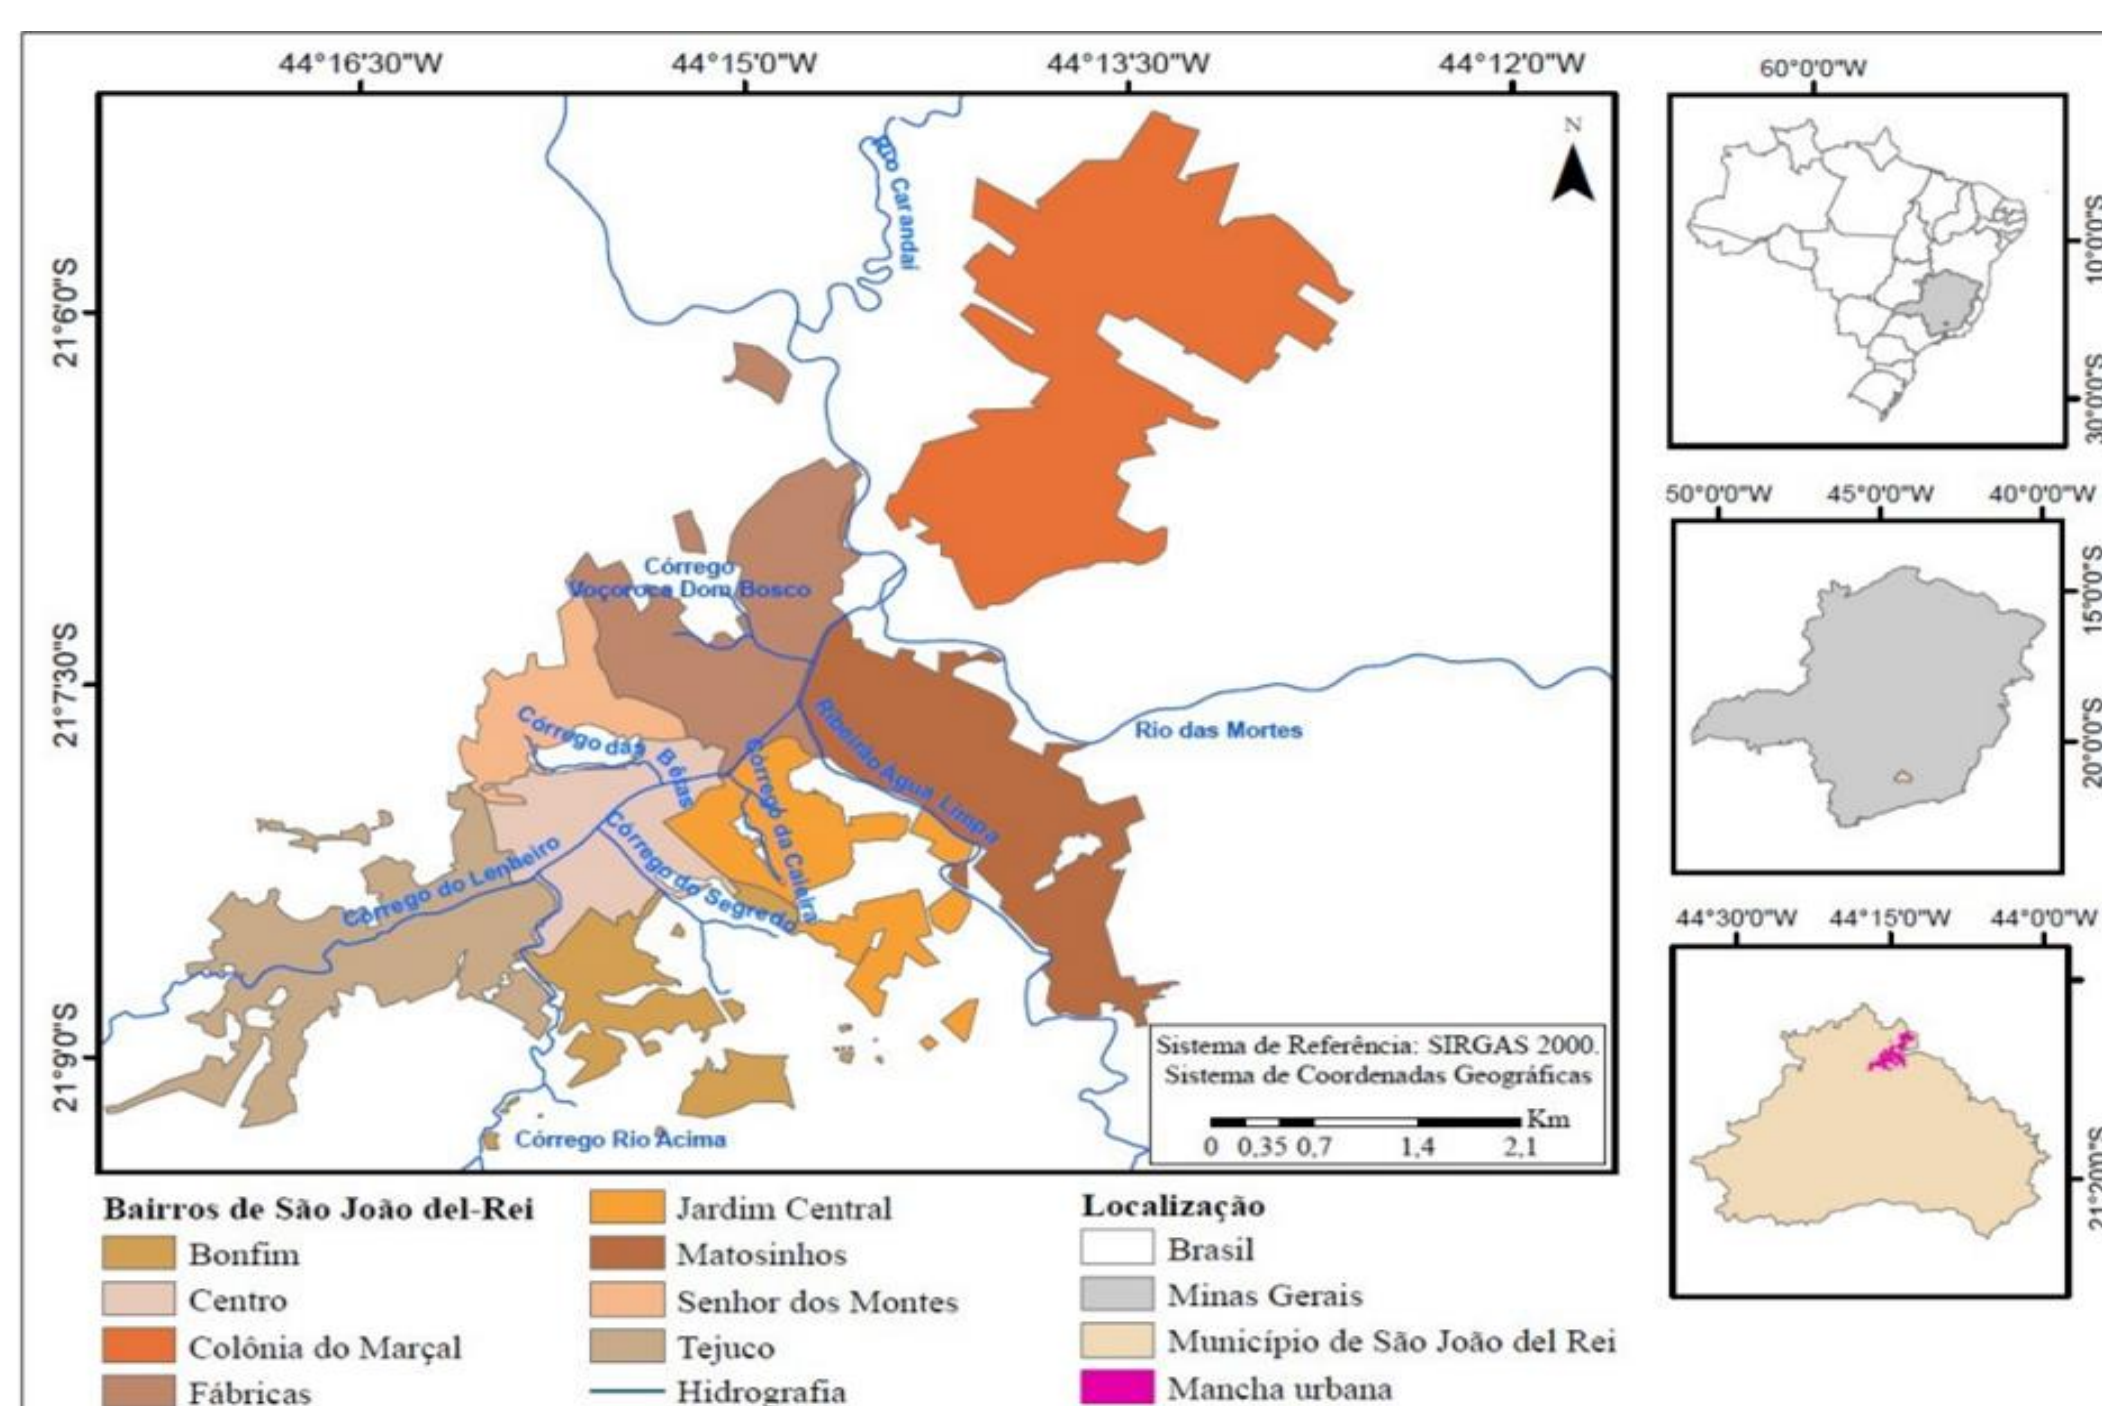 44°16'30"W 44°15'0"W 44°13'30"W 44°12'0"W
21°6'0"S
21°7'30"S
21°9'0"S
N
Rio Carandaí
Córrego
Voçoroca Dom Bosco
Rio das Mortes
Ribeirão Água Limpa
Córrego das Bêjas
Córrego da Caieira
Córrego do Segredo
Córrego do Lenheiro
Córrego Rio Acima
Sistema de Referência: SIRGAS 2000.
Sistema de Coordenadas Geográficas
Km
0 0,35 0,7 1,4 2,1
60°0'0"W
10°0'0"S
30°0'0"S
50°0'0"W 45°0'0"W 40°0'0"W
15°0'0"S
20°0'0"S
44°30'0"W 44°15'0"W 44°0'0"W
21°20'0"S
Bairros de São João del-Rei
Bonfim
Centro
Colônia do Marçal
Fábricas
Jardim Central
Matosinhos
Senhor dos Montes
Tejuco
Hidrografia
Localização
Brasil
Minas Gerais
Município de São João del Rei
Mancha urbana